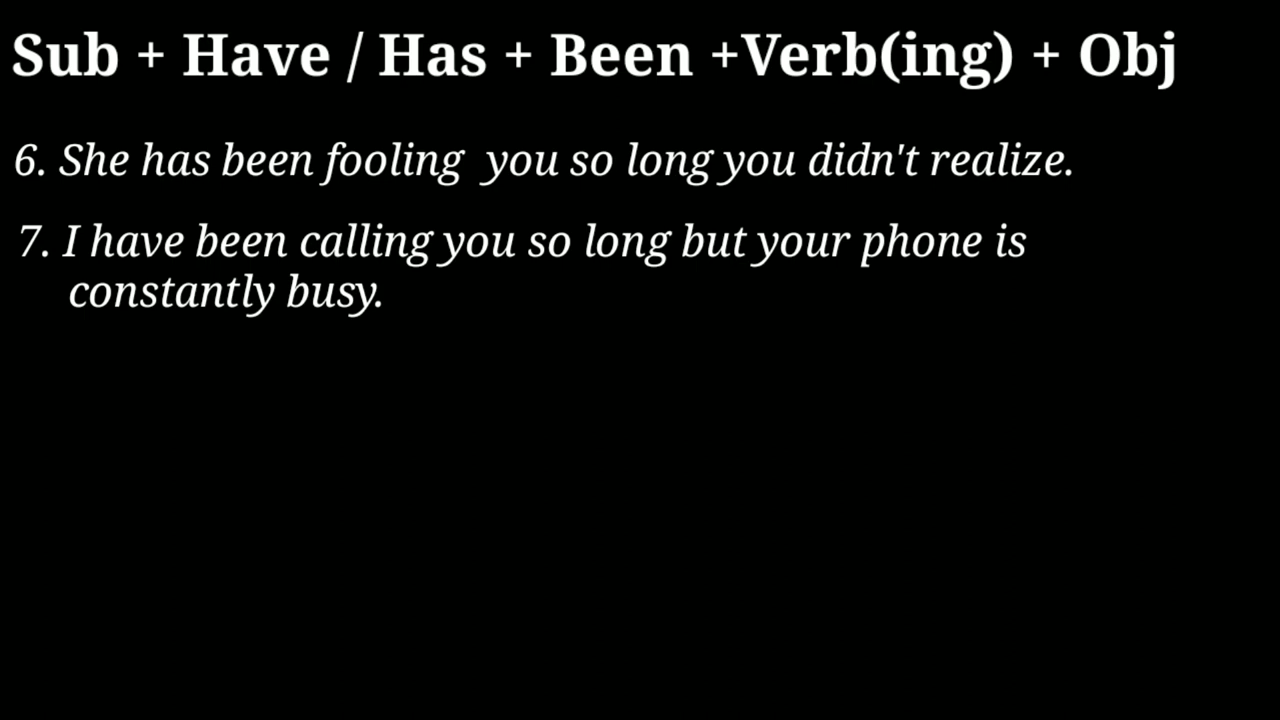 Sub + Have / Has + Been +Verb(ing) + Obj
6. She has been fooling  you so long you didn't realize.
7. I have been calling you so long but your phone is
constantly busy.